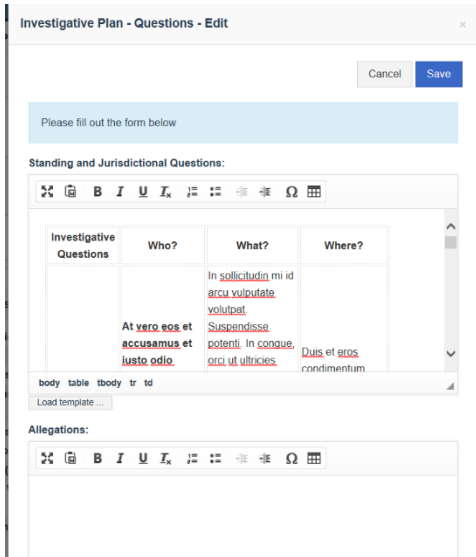 Investigative Plan - Questions - Edit
×
Cancel Save
Please fill out the form below
Standing and Jurisdictional Questions:
B I U Ix Ω
Investigative Questions Who? What? Where?
In sollicitudin mi id
arcu vulputate
volutpat.
At vero eos et Suspendisse
accusamus et potenti. In congue, Duis et eros
iusto odio orci ut ultricies condimentum
body table tbody tr td
Load template ...
Allegations:
B I U Ix Ω